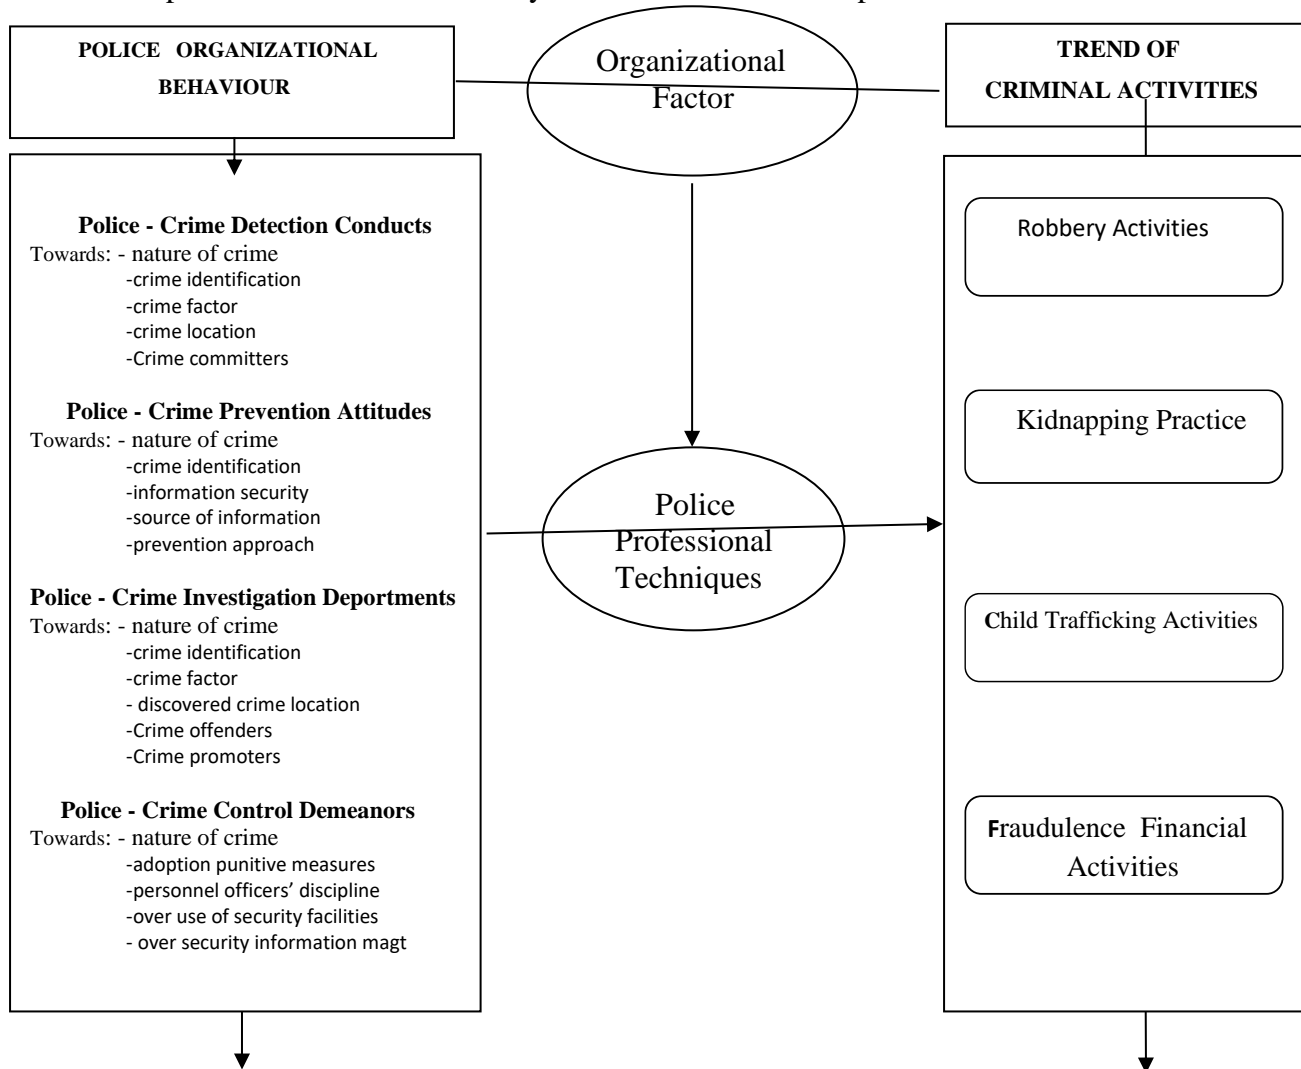 POLICE ORGANIZATIONAL
BEHAVIOUR
Organizational
Factor
TREND OF
CRIMINAL ACTIVITIES
Police - Crime Detection Conducts
Towards: - nature of crime
-crime identification
-crime factor
-crime location
-Crime committers
Police - Crime Prevention Attitudes
Towards: - nature of crime
-crime identification
-information security
-source of information
-prevention approach
Police - Crime Investigation Deportments
Towards: - nature of crime
-crime identification
-crime factor
- discovered crime location
-Crime offenders
-Crime promoters
Police - Crime Control Demeanors
Towards: - nature of crime
-adoption punitive measures
-personnel officers’ discipline
-over use of security facilities
- over security information magt
Police
Professional
Techniques
Robbery Activities
Kidnapping Practice
Child Trafficking Activities
Fraudulence Financial
Activities